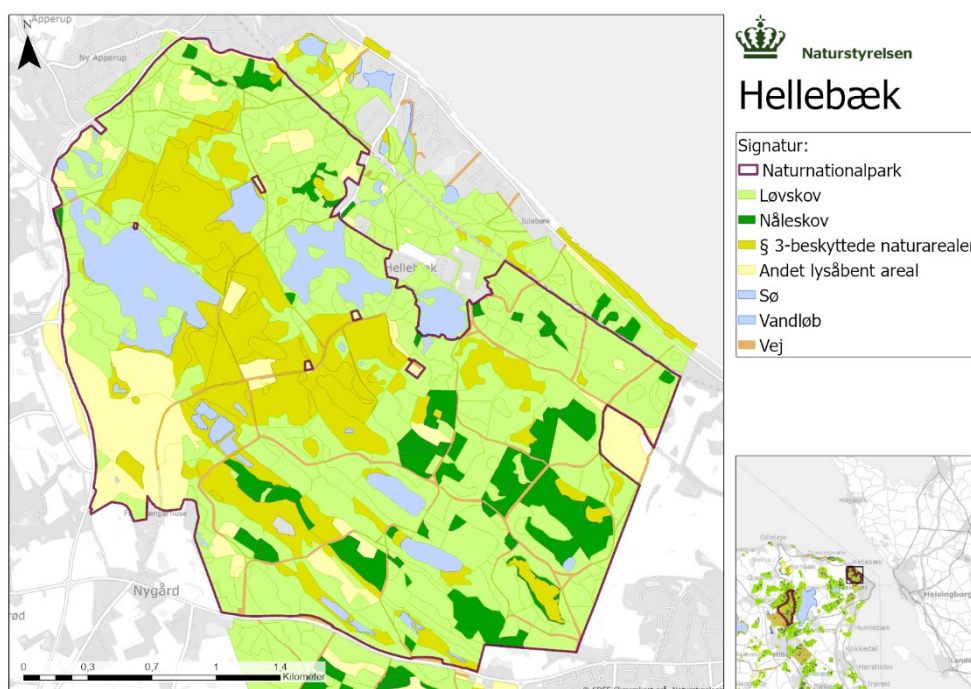 Apperup
Ny Apperup
N
Julebæk
Hellebæk
Nygård
0 0,3 0,7 1 1,4
Kilometer
Naturstyrelsen
Hellebæk
Signatur:
Naturnationalpark
Løvskov
Nåleskov
§ 3-beskyttede naturarealer
Andet lysåbent areal
Sø
Vandløb
Vej
Gilleleje
Hellebæk
Helsingborg
Humlebæk
Kokkedal
Hørsholm